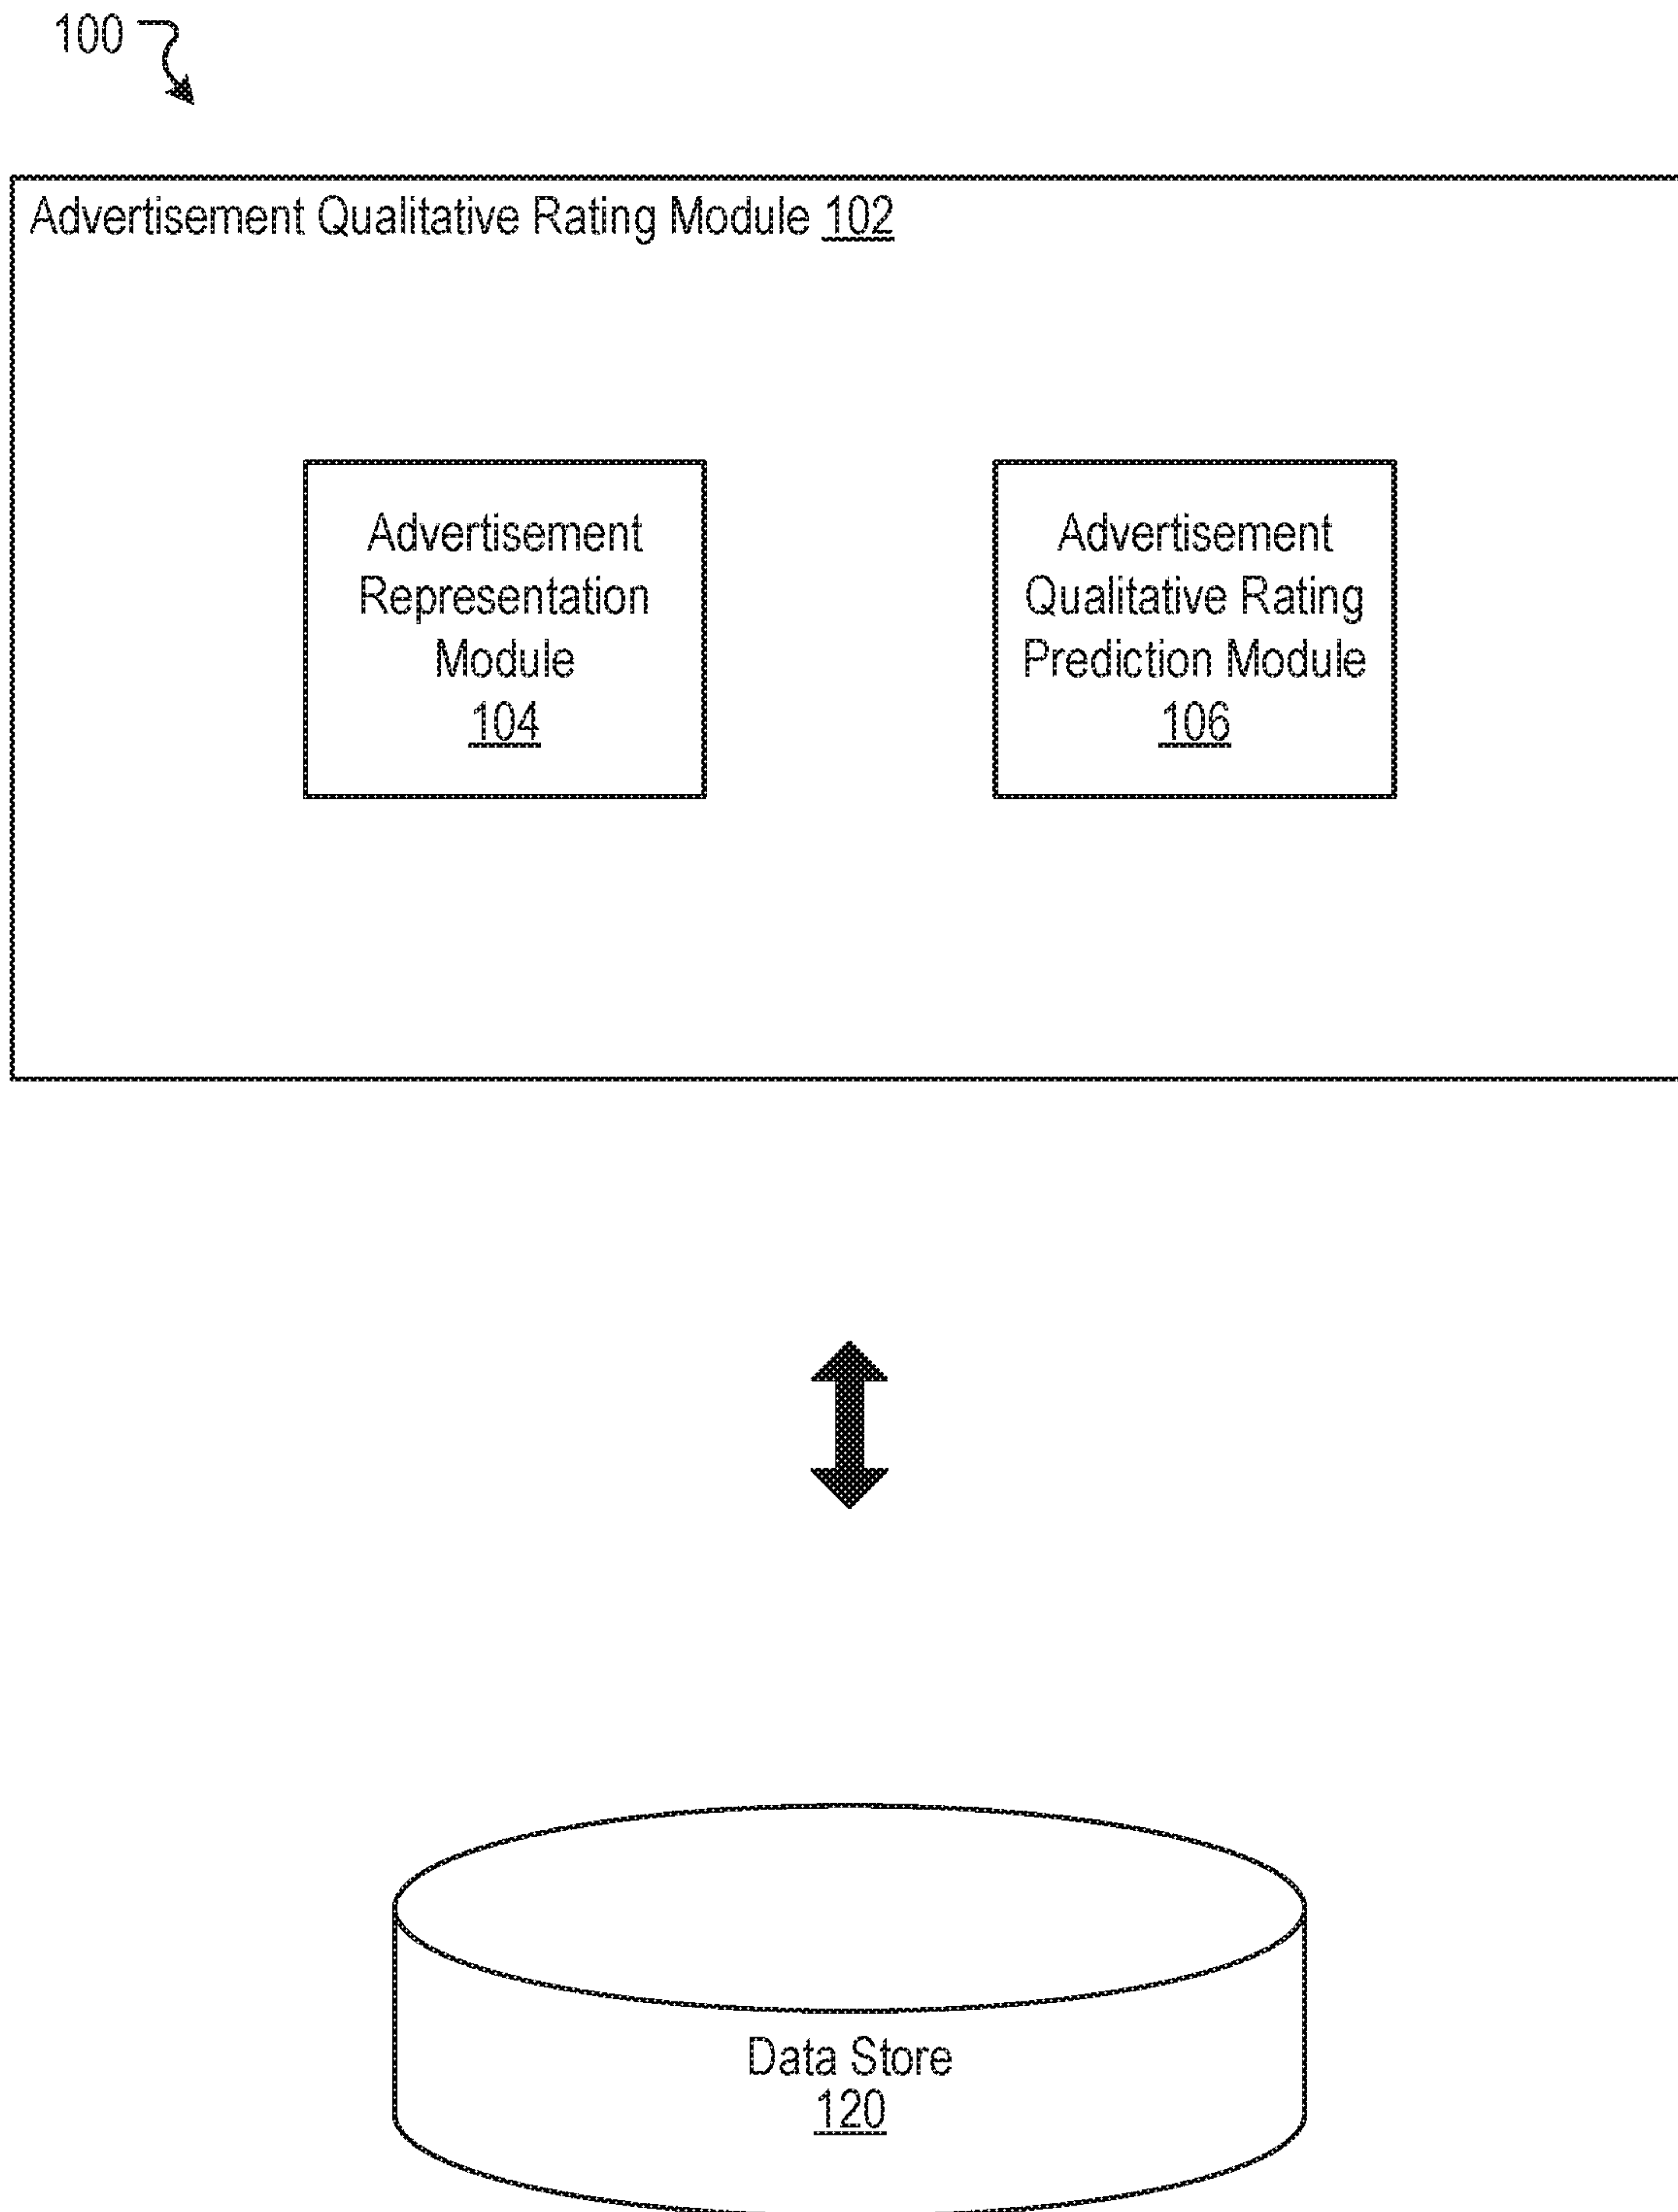 100
Advertisement Qualitative Rating Module 102
Advertisement
Representation
Module
104
Advertisement
Qualitative Rating
Prediction Module
106
Data Store
120